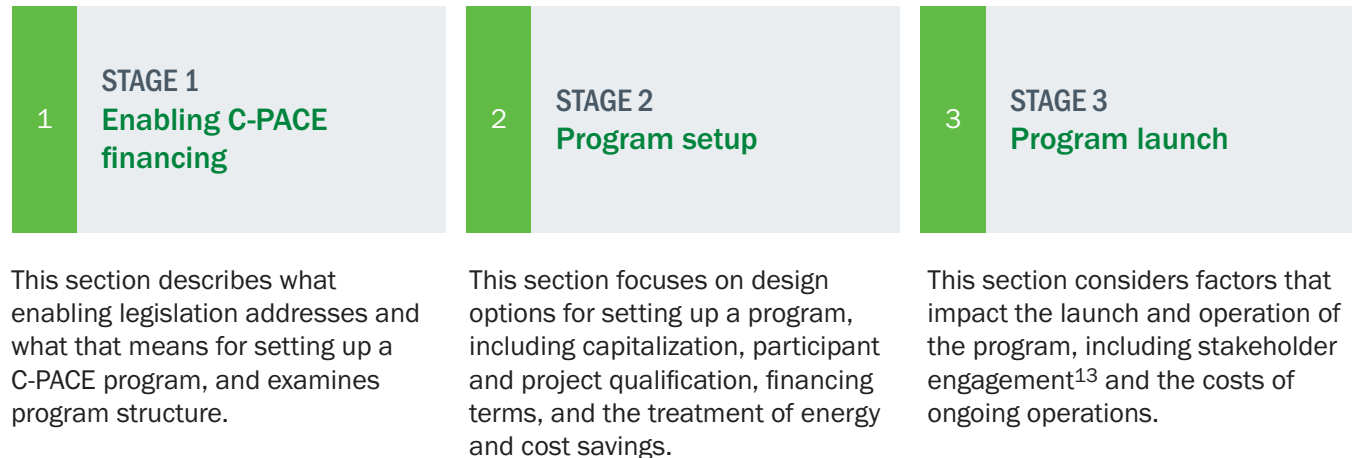 1
STAGE 1
Enabling C-PACE
financing
This section describes what
enabling legislation addresses and
what that means for setting up a
C-PACE program, and examines
program structure.
2
STAGE 2
Program setup
This section focuses on design
options for setting up a program,
including capitalization, participant
and project qualification, financing
terms, and the treatment of energy
and cost savings.
3
STAGE 3
Program launch
This section considers factors that
impact the launch and operation of
the program, including stakeholder
engagement13 and the costs of
ongoing operations.